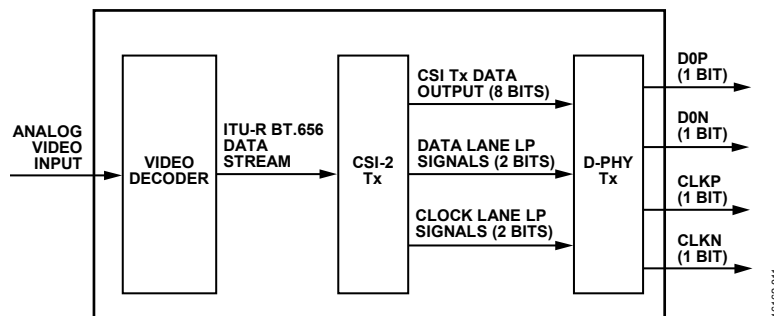 ANALOG
VIDEO
INPUT
VIDEO
DECODER
ITU-R BT.656
DATA
STREAM
CSI-2
Tx
CSI Tx DATA
OUTPUT (8 BITS)
DATA LANE LP
SIGNALS (2 BITS)
CLOCK LANE LP
SIGNALS (2 BITS)
D-PHY
Tx
D0P
(1 BIT)
D0N
(1 BIT)
CLKP
(1 BIT)
CLKN
(1 BIT)